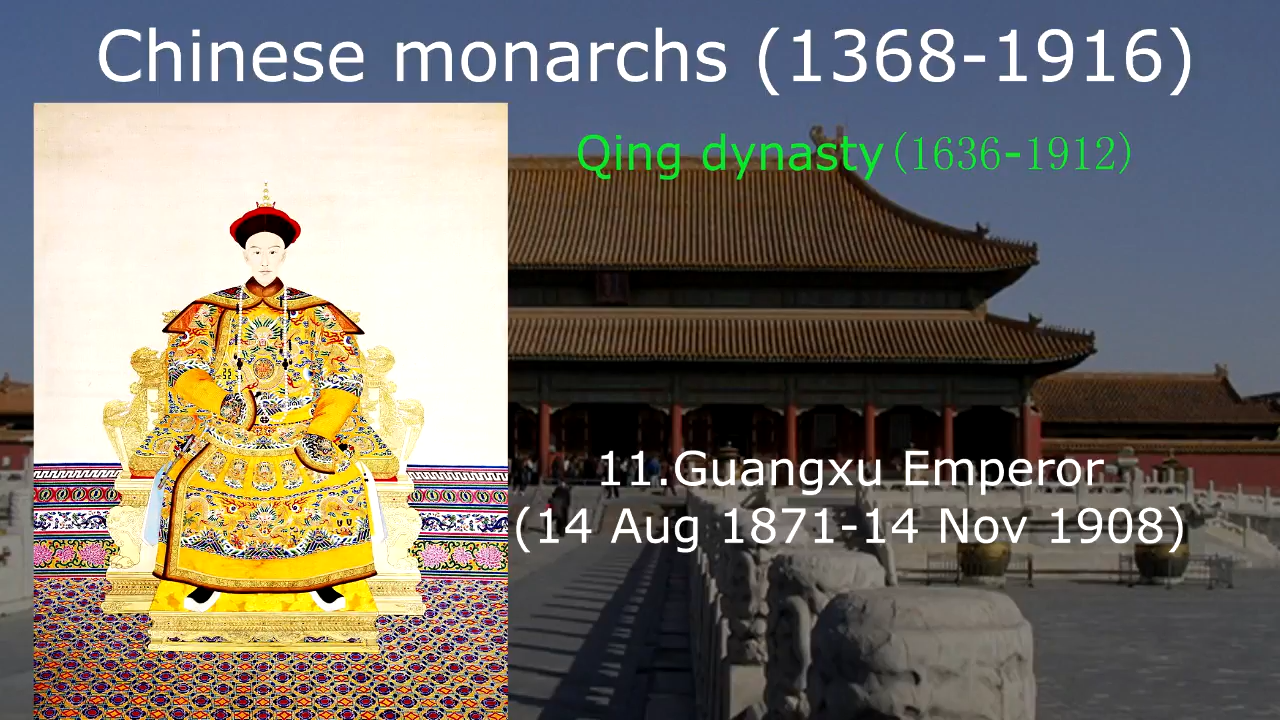 Chinese monarchs (1368-1916)
Qing dynasty(1636-1912)
11.Guangxu Emperor
(14 Aug 1871-14 Nov 1908)